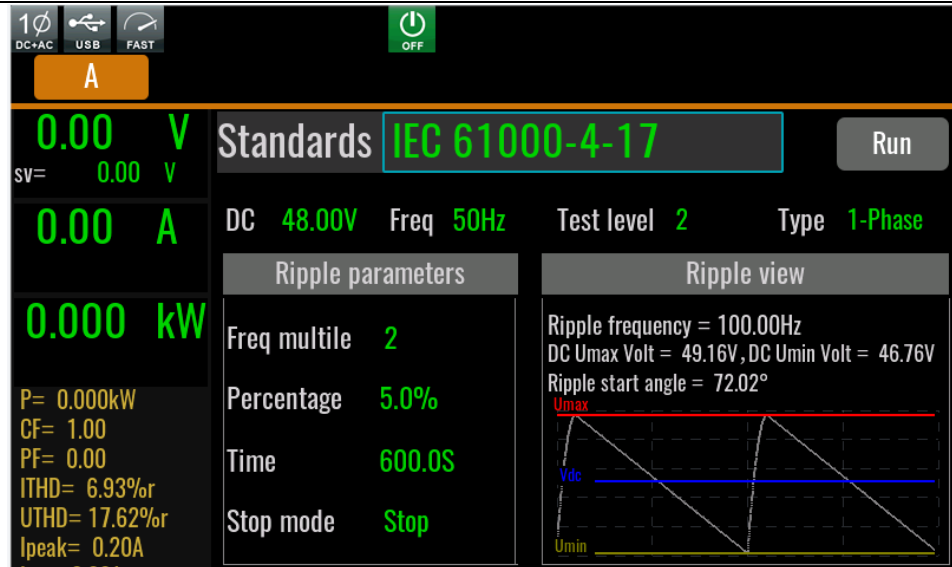 1Ø
DC+AC USB FAST OFF
A
0.00 V
sv= 0.00 V
0.00 A
0.000 kW
P= 0.000kW
CF= 1.00
PF= 0.00
ITHD= 6.93%r
UTHD= 17.62%r
Ipeak= 0.20A
Standards IEC 61000-4-17 Run
DC 48.00V Freq 50Hz Test level 2 Type 1-Phase
Ripple parameters
Freq multile 2
Percentage 5.0%
Time 600.0S
Stop mode Stop
Ripple view
Ripple frequency = 100.00Hz
DC Umax Volt = 49.16V, DC Umin Volt = 46.76V
Ripple start angle = 72.02°
Umax
Vdc
Umin